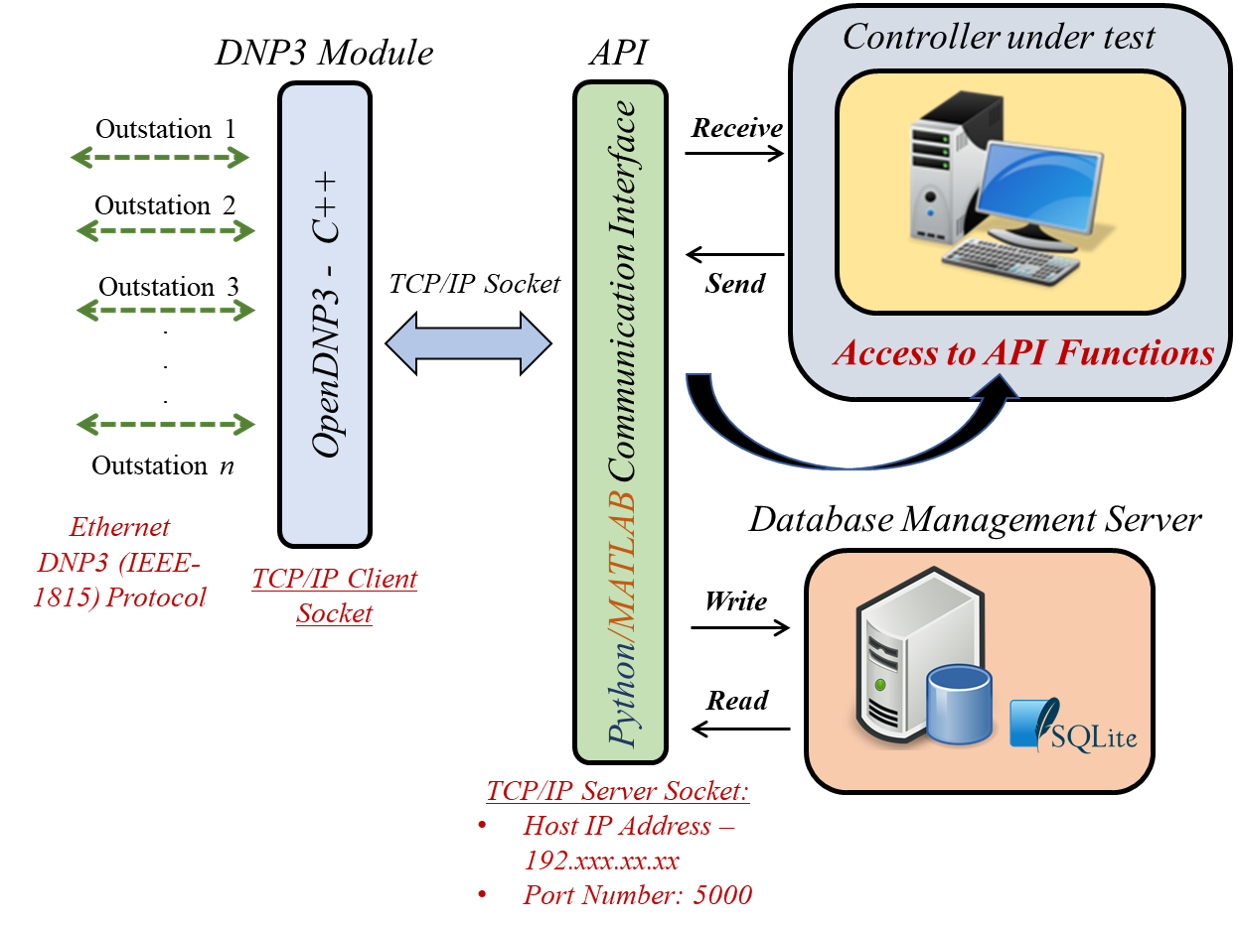 DNP3 Module
Outstation 1
Outstation 2
Outstation 3
.
.
.
Outstation n
Ethernet
DNP3 (IEEE-
1815) Protocol
OpenDNP3 - C++
TCP/IP Client
Socket
TCP/IP Socket
API
Python/MATLAB Communication Interface
TCP/IP Server Socket:
• Host IP Address –
192.xxx.xx.xx
• Port Number: 5000
Controller under test
Receive
Send
Access to API Functions
Database Management Server
Write
Read
SQLite